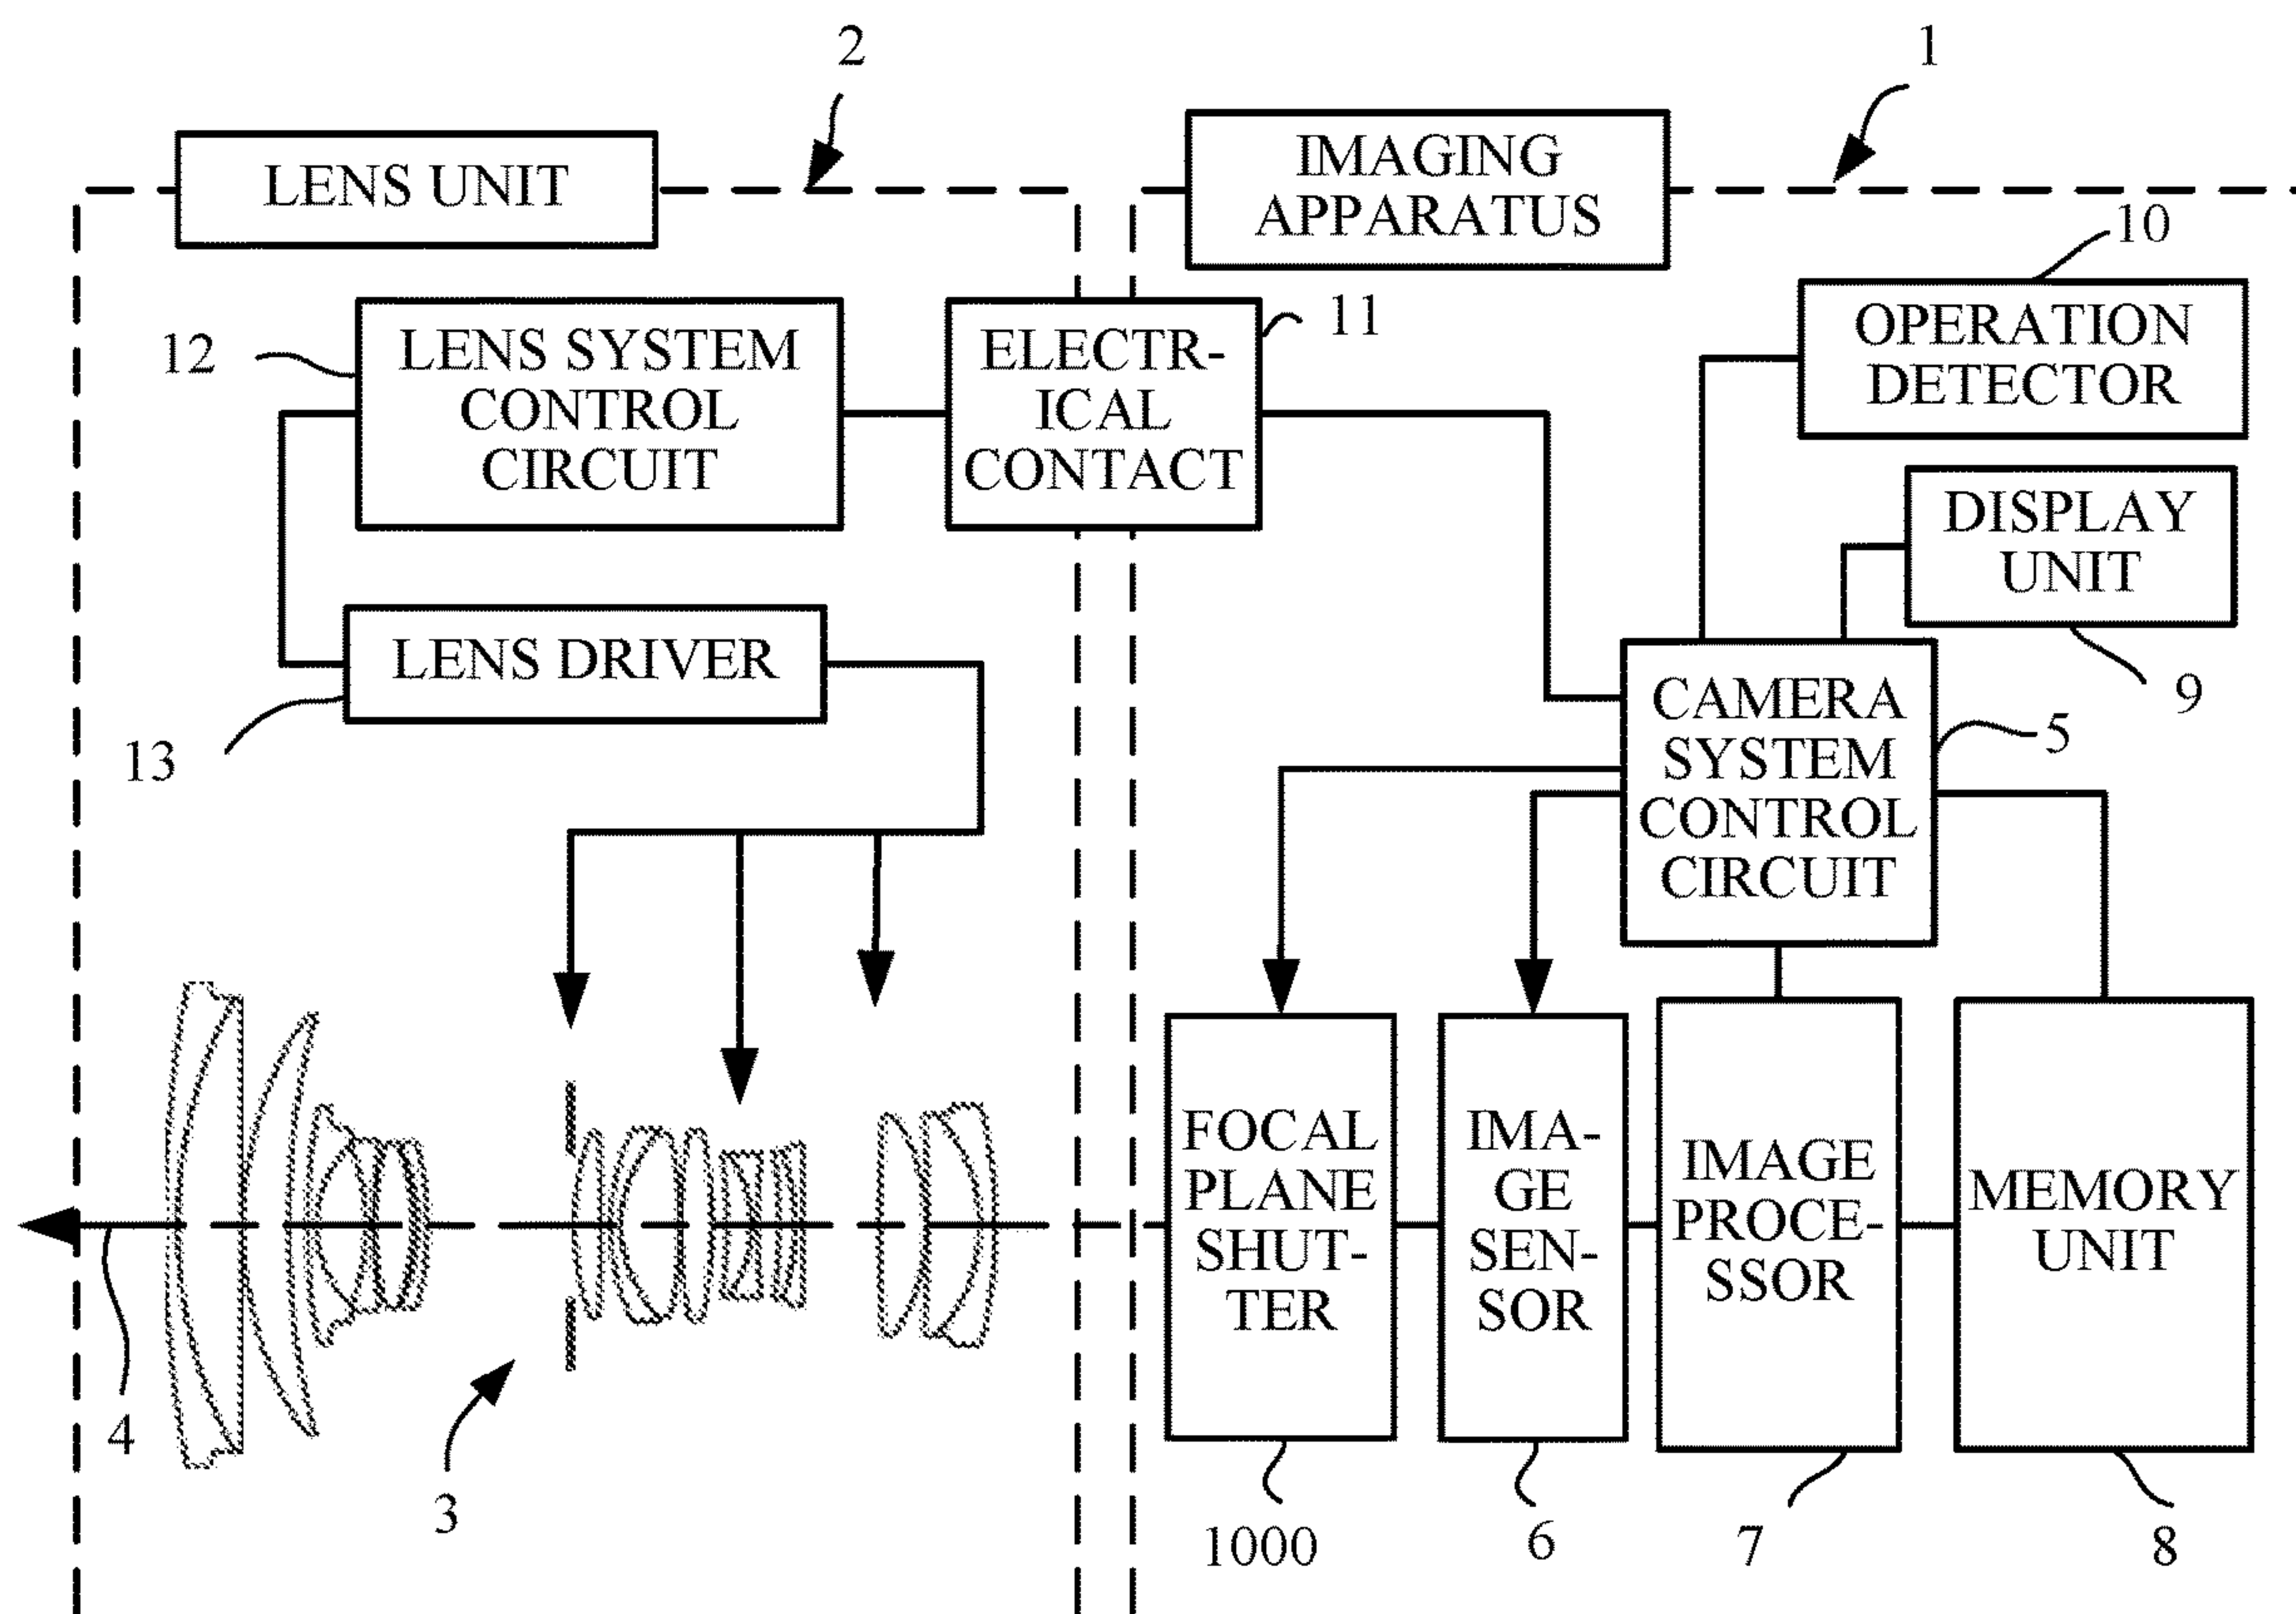 2
1
LENS UNIT
IMAGING
APPARATUS
10
12
LENS SYSTEM
CONTROL
CIRCUIT
ELECTR-
ICAL
CONTACT
11
OPERATION
DETECTOR
DISPLAY
UNIT
9
LENS DRIVER
13
CAMERA
SYSTEM
CONTROL
CIRCUIT
5
FOCAL
PLANE
SHUT-
TER
IMA-
GE
SEN-
SOR
IMAGE
PROCE-
SSOR
MEMORY
UNIT
4
3
1000
6
7
8